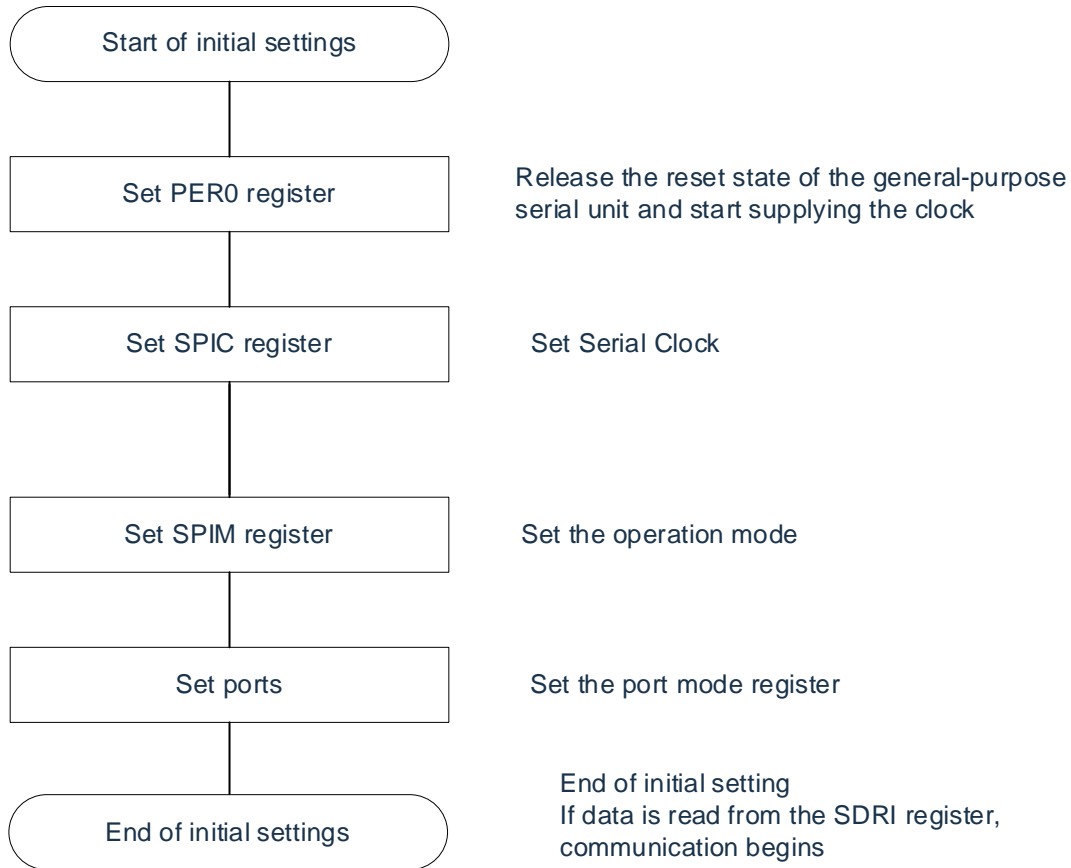 Start of initial settings
Set PER0 register
Release the reset state of the general-purpose
serial unit and start supplying the clock
Set SPIC register
Set Serial Clock
Set SPIM register
Set the operation mode
Set ports
Set the port mode register
End of initial settings
End of initial setting
If data is read from the SDRI register,
communication begins